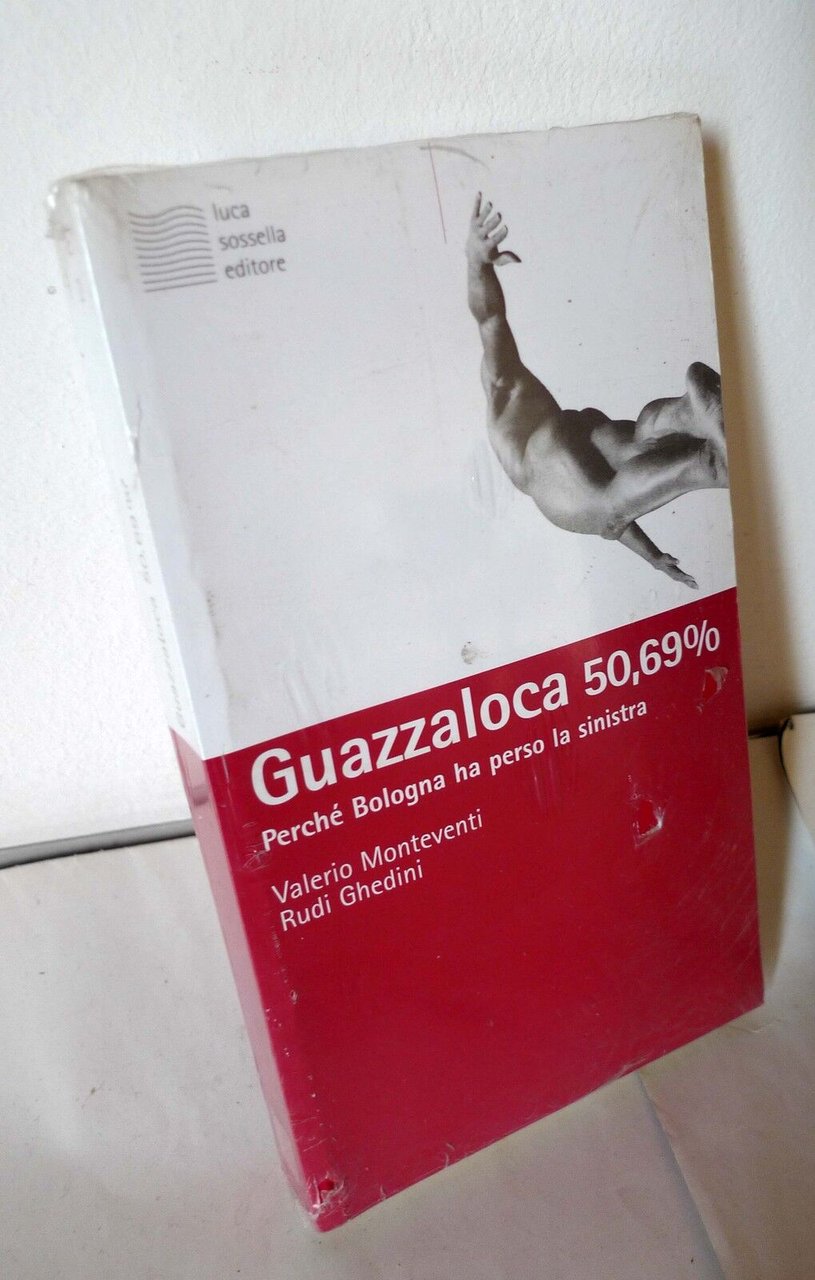 luca
sossella
editore
Guazzaloca 50,69%
Perché Bologna ha perso la sinistra
Valerio Monteventi
Rudi Ghedini